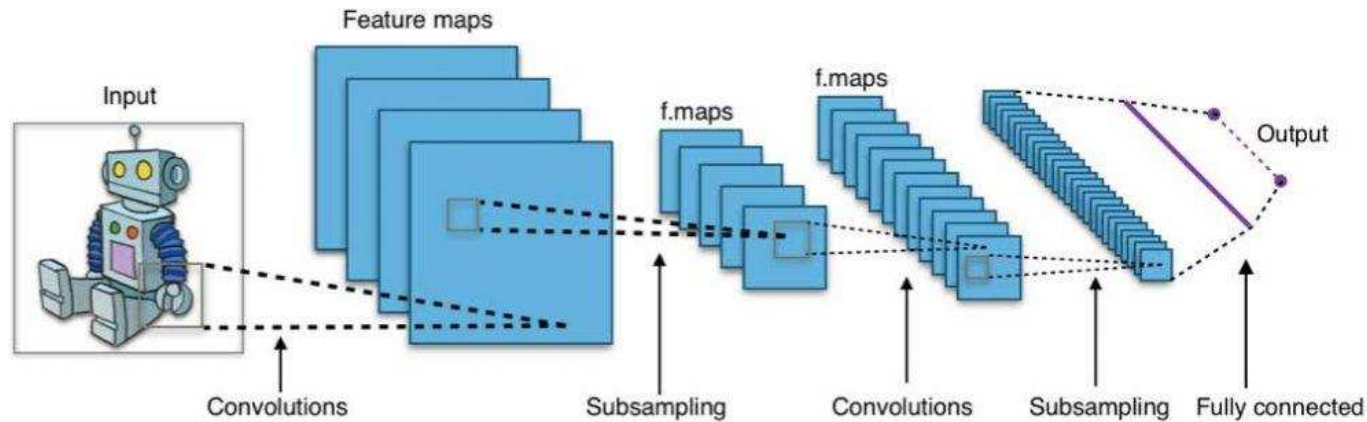 Feature maps
Input
f.maps
f.maps
Output
Convolutions
Subsampling
Convolutions
Subsampling
Fully connected